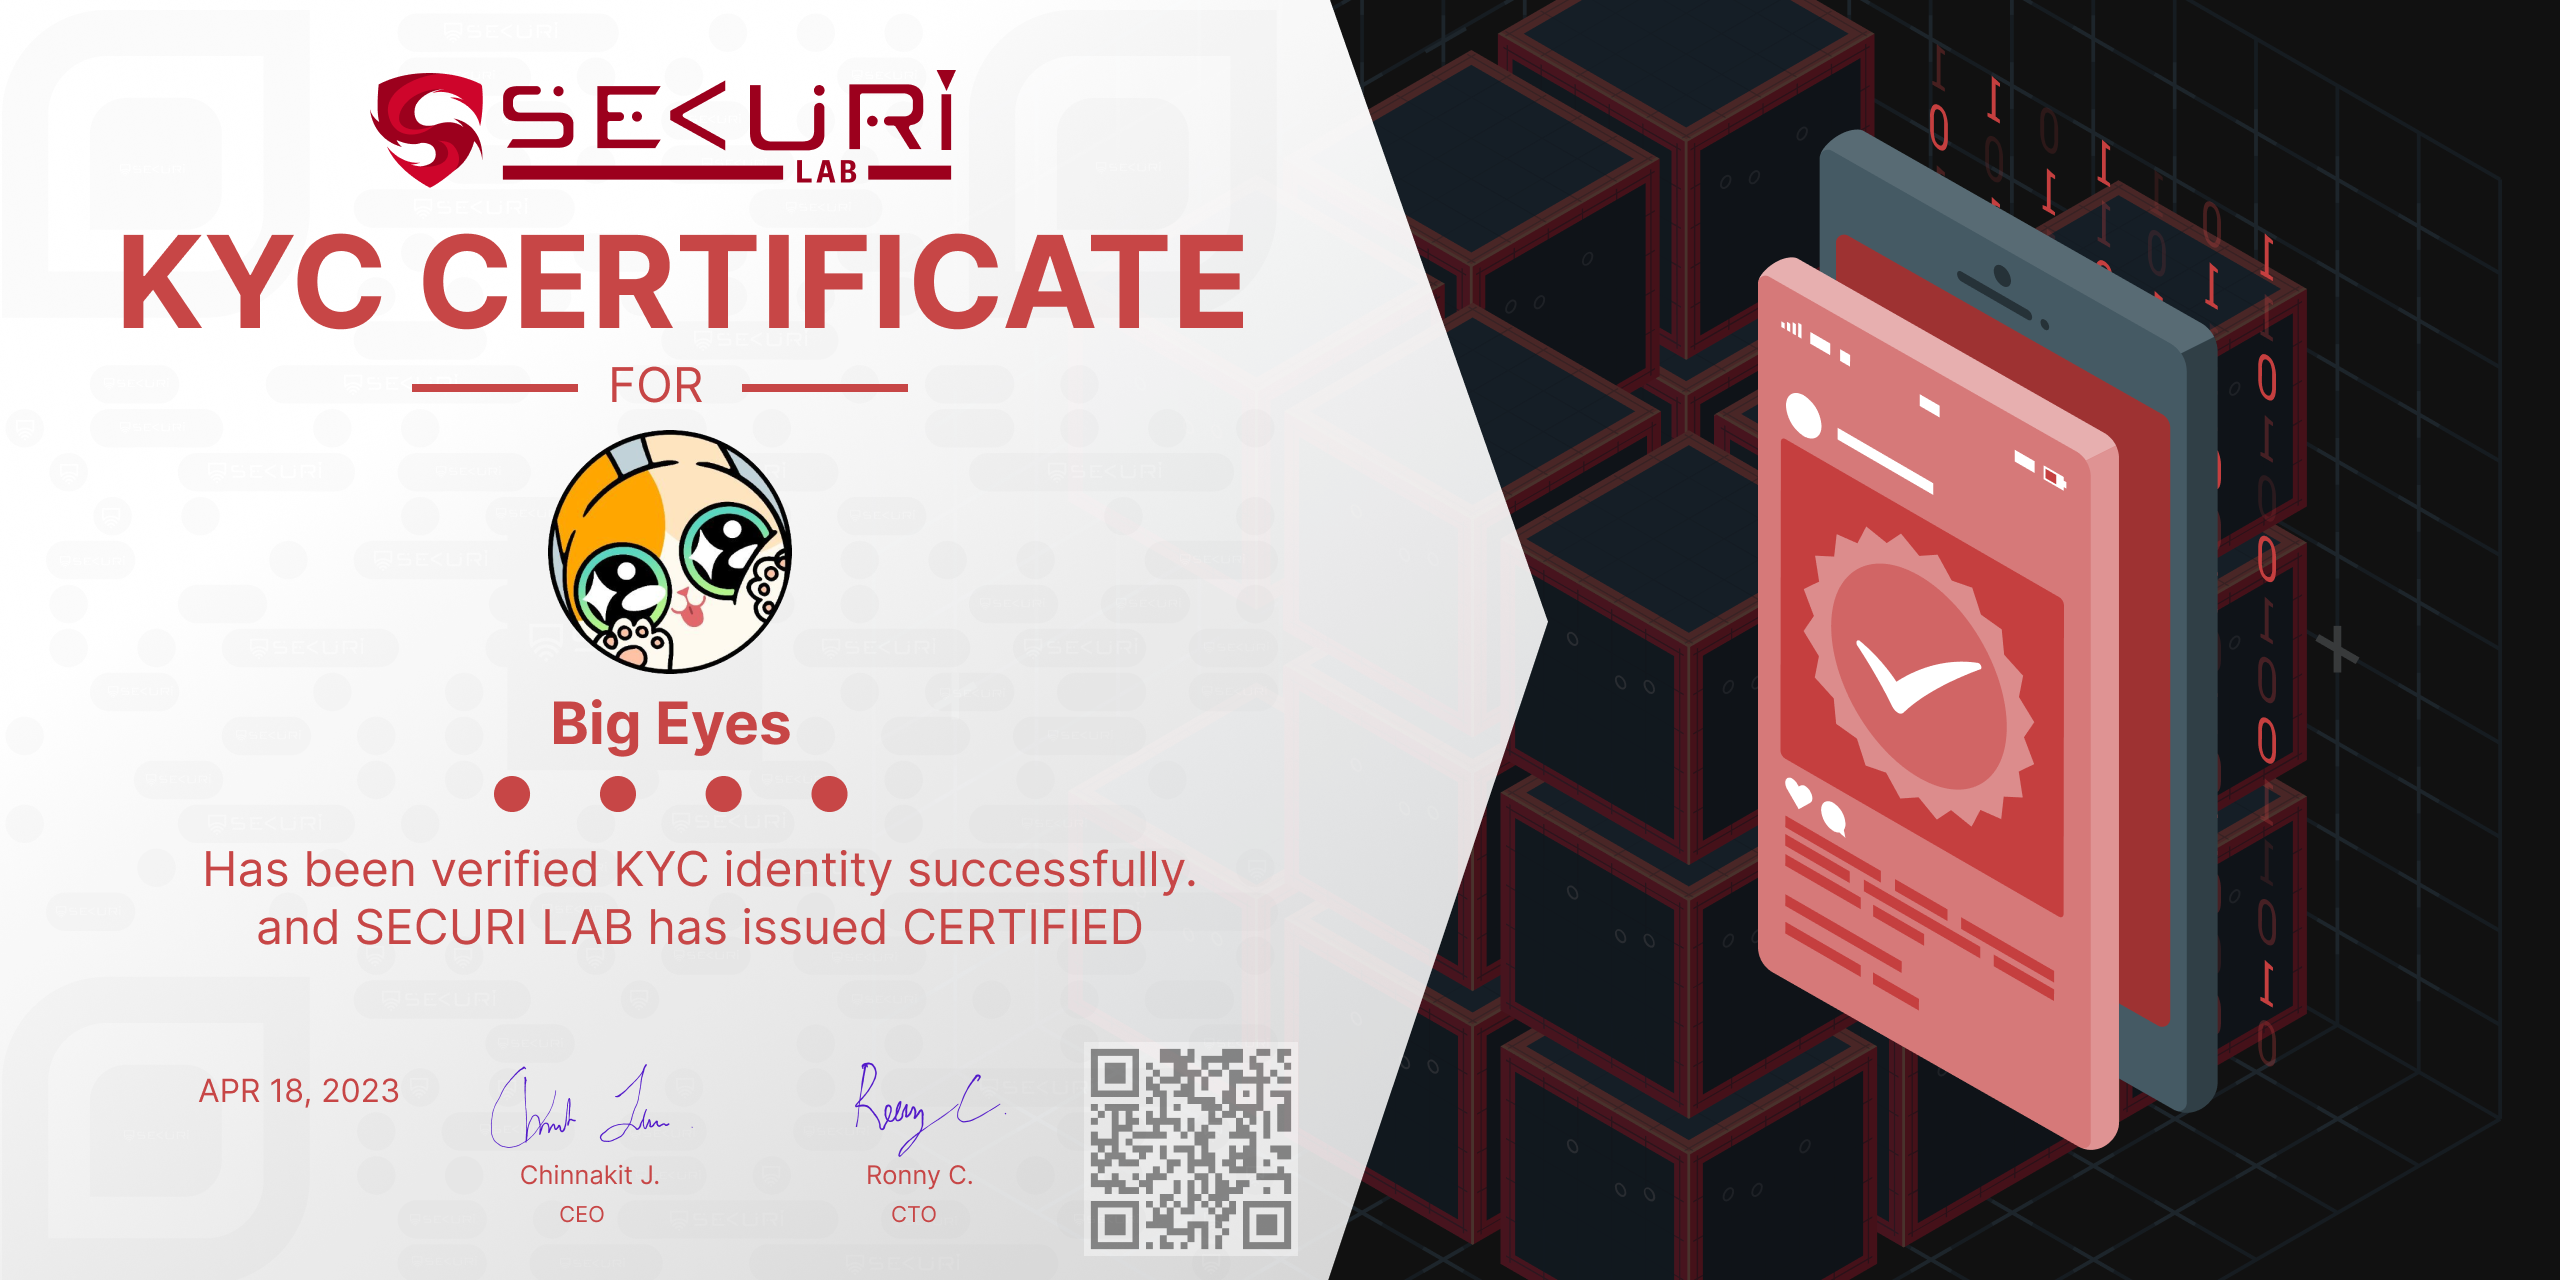 SECURI
LAB
KYC CERTIFICATE
FOR
Big Eyes
Has been verified KYC identity successfully.
and SECURI LAB has issued CERTIFIED
APR 18, 2023
Chinnakit J.
CEO
Ronny C.
CTO